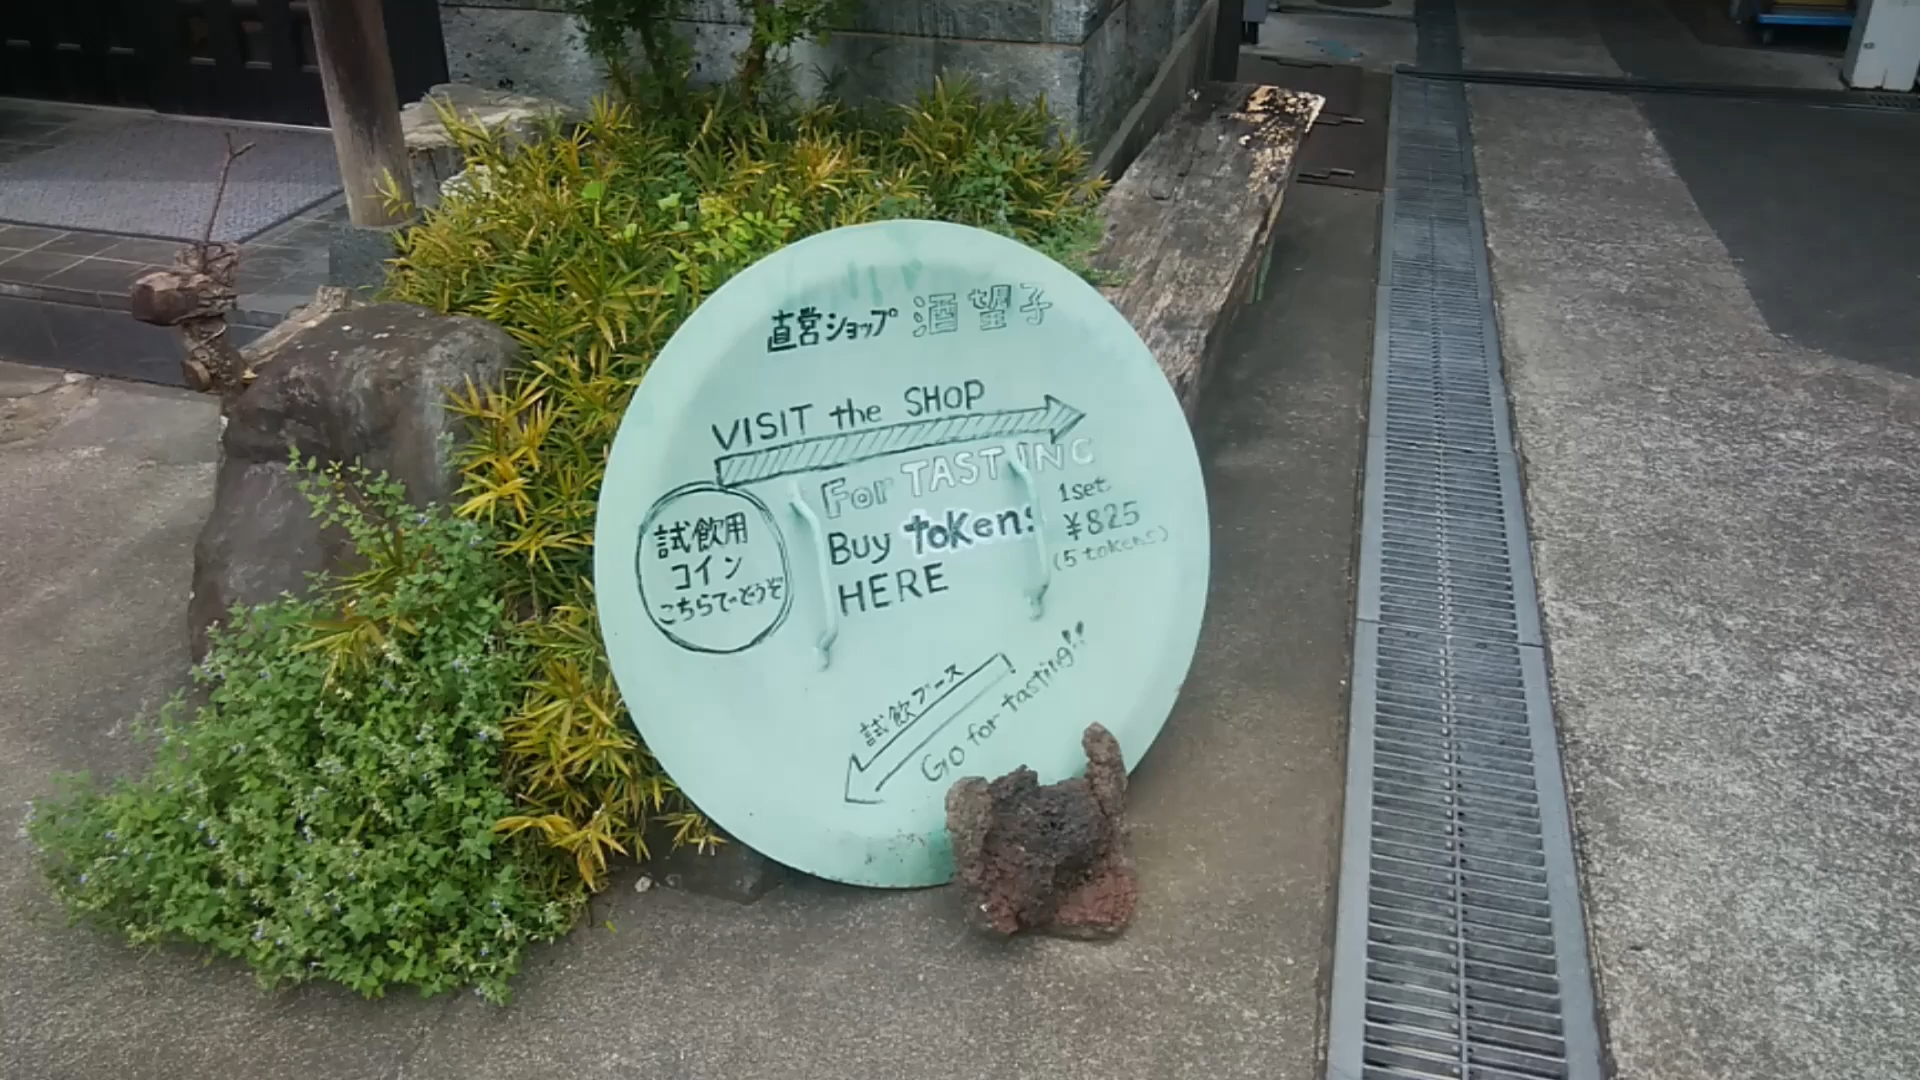 直営ショップ 酒望子
VISIT the SHOP
For TASTING
Buy tokens
HERE
1set
¥825
(5 tokens)
試飲用
コイン
こちらでどうぞ
試飲ブース
Go for tasting!!